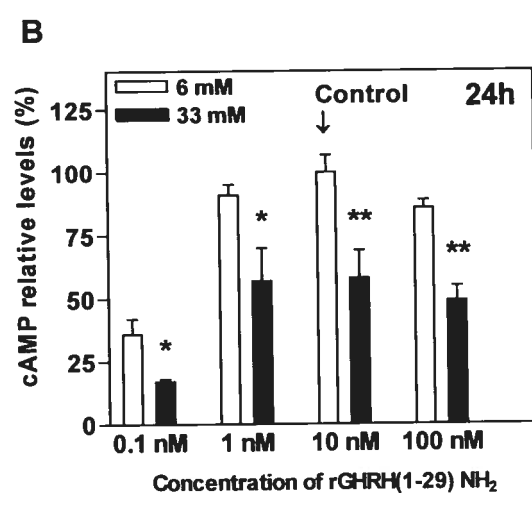 B
6 mM
33 mM
Control
24h
↓
cAMP relative levels (%)
125
100
75
50
25
0
*
*
**
**
0.1 nM 1 nM 10 nM 100 nM
Concentration of rGHRH(1-29) NH₂